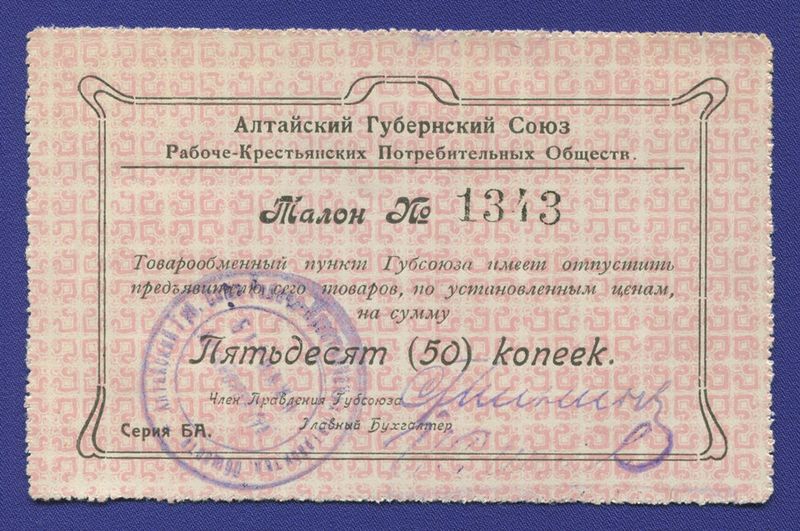 Алтайский Губернский Союз
Рабоче-Крестьянских Потребительных Обществ.
Талон № 1343
Товарообменный пункт Губсоюза имеет отпустить
предъявителю сего товаров, по установленным ценам,
на сумму
Пятьдесят (50) копеек.
Член Правления Губсоюза
Главный Бухгалтер
Серия БА.